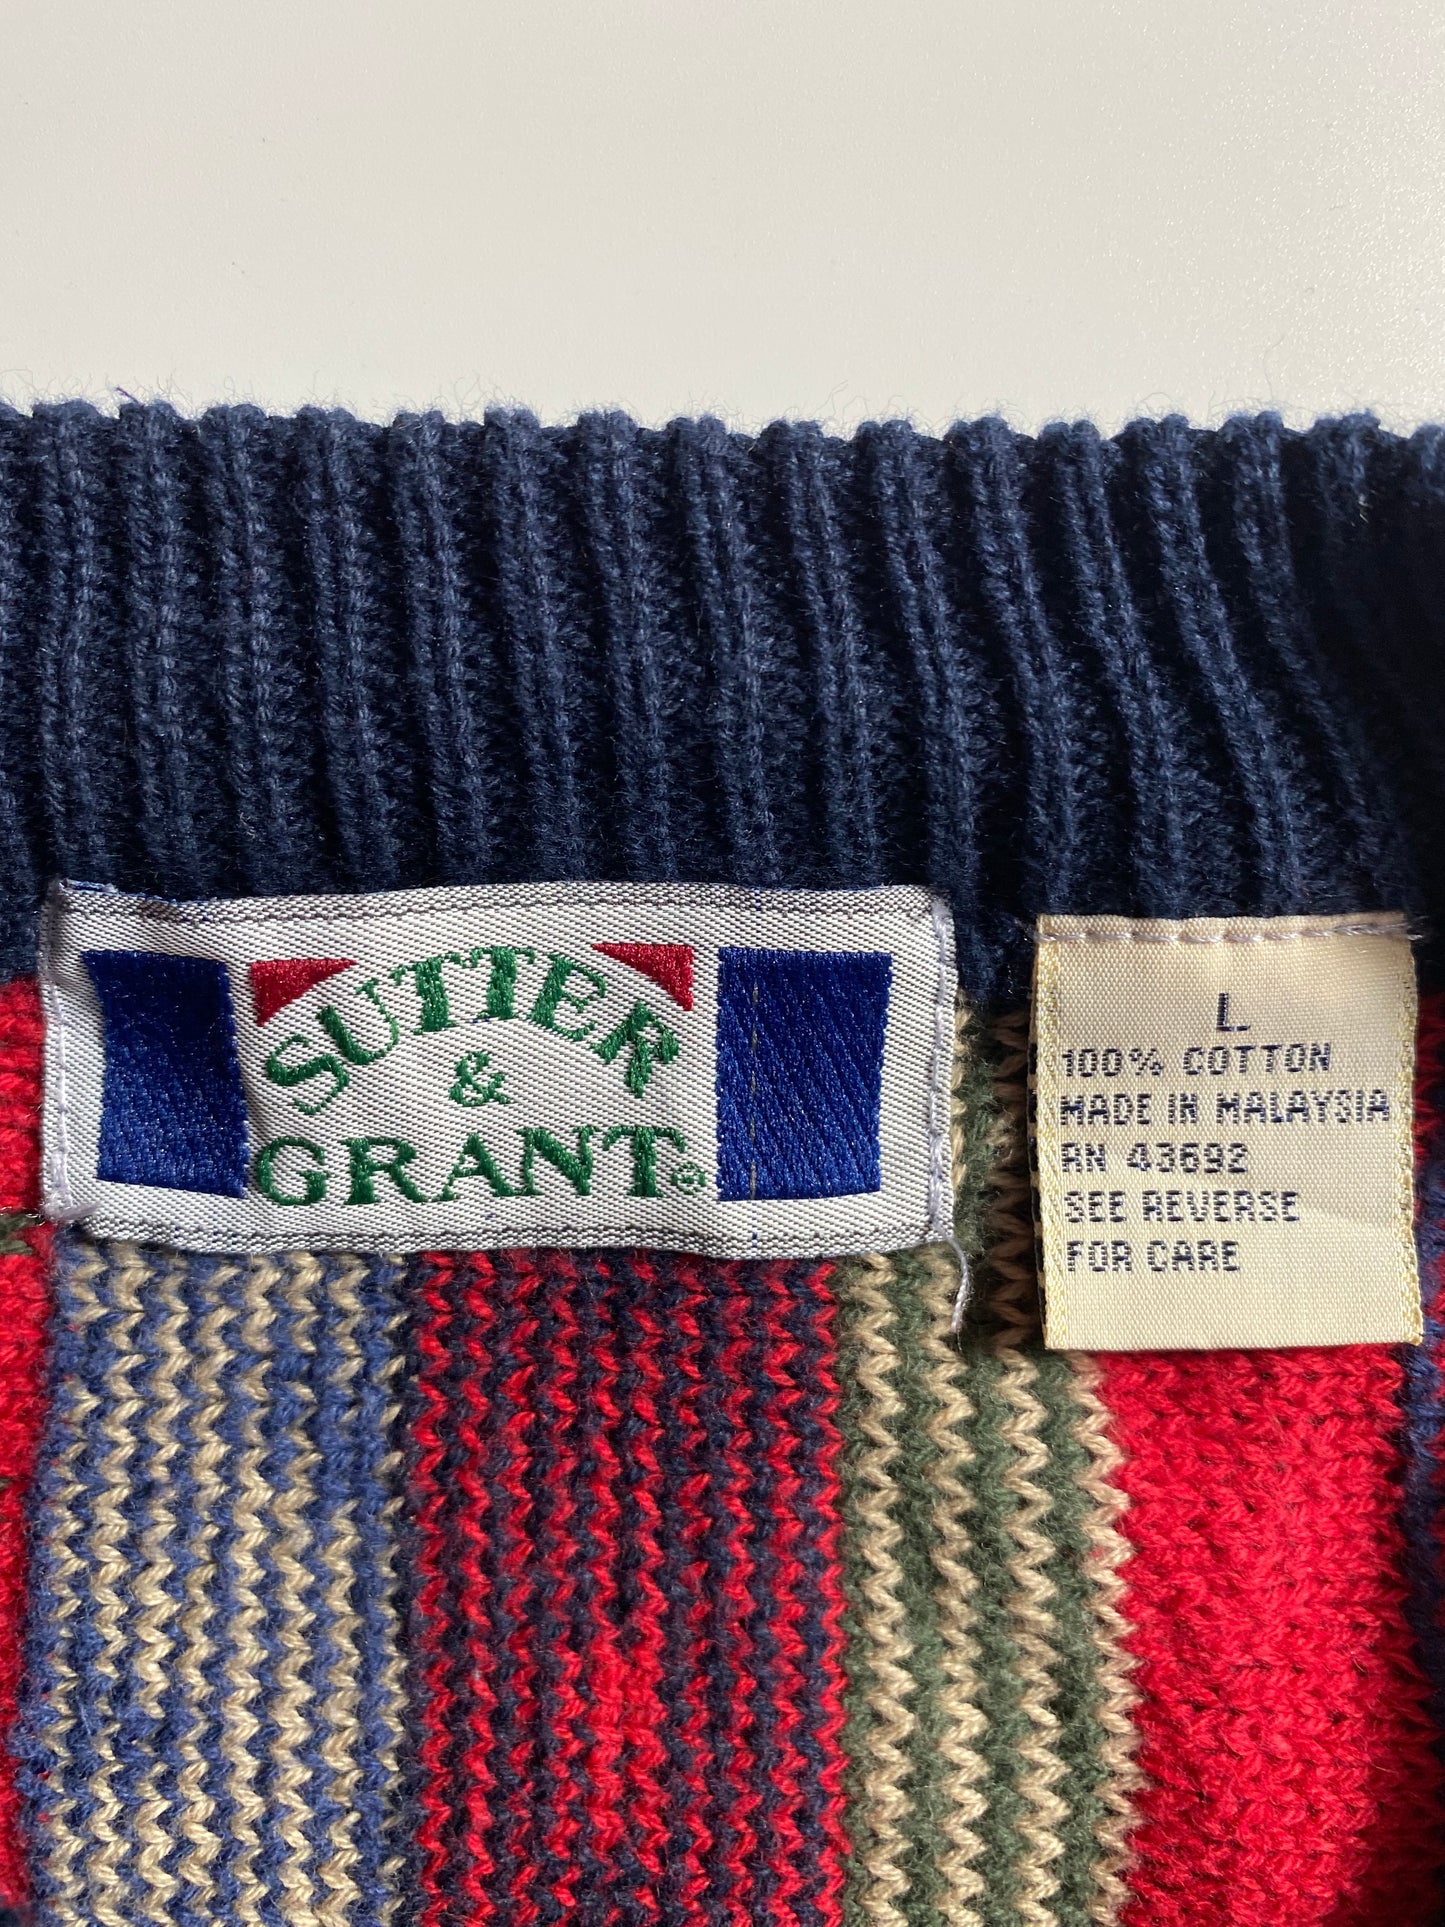 SUTTER
&
GRANT®
L
100% COTTON
MADE IN MALAYSIA
RN 43692
SEE REVERSE
FOR CARE